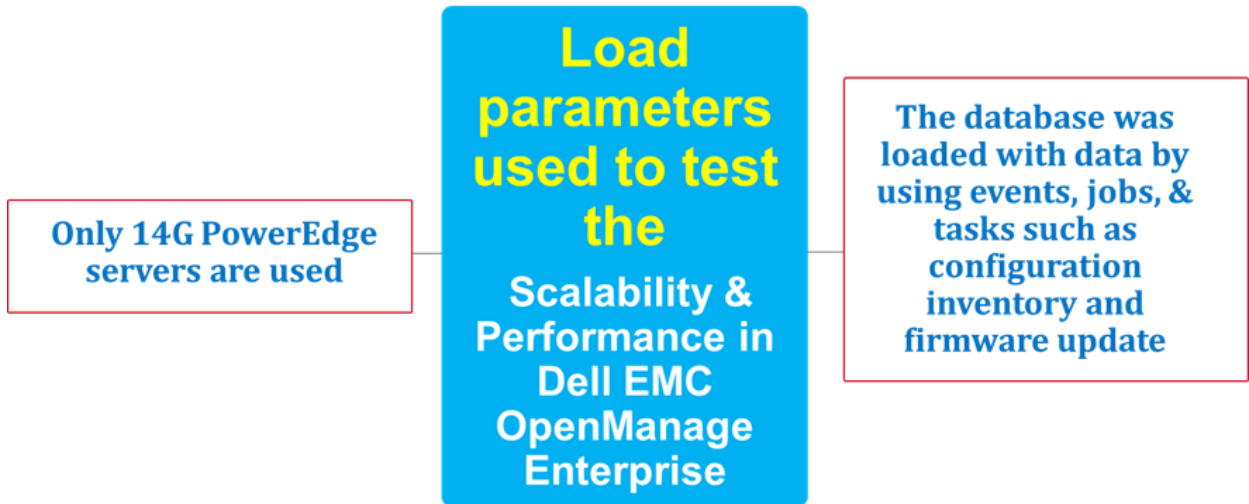 Only 14G PowerEdge
servers are used
Load
parameters
used to test
the
Scalability &
Performance in
Dell EMC
OpenManage
Enterprise
The database was
loaded with data by
using events, jobs, &
tasks such as
configuration
inventory and
firmware update